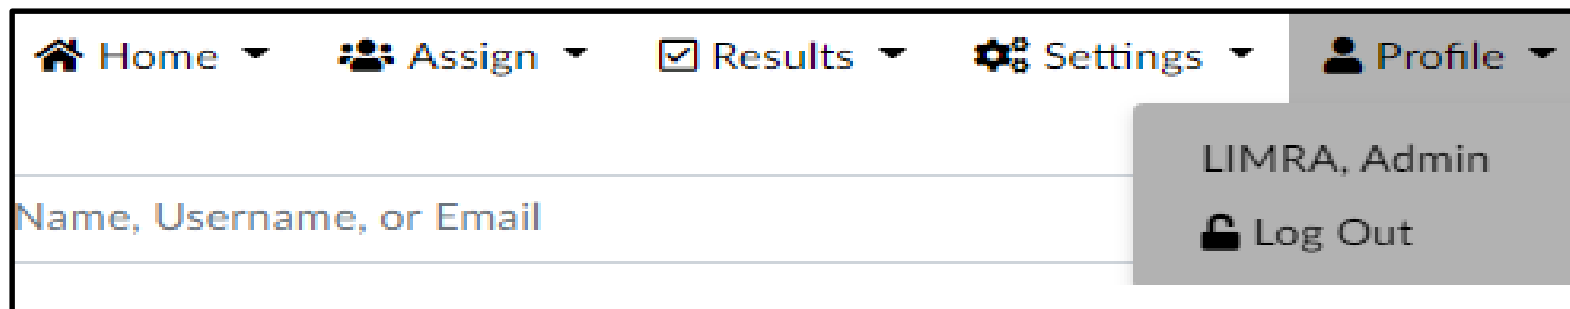 Home Assign Results Settings Profile
LIMRA, Admin
Name, Username, or Email
Log Out